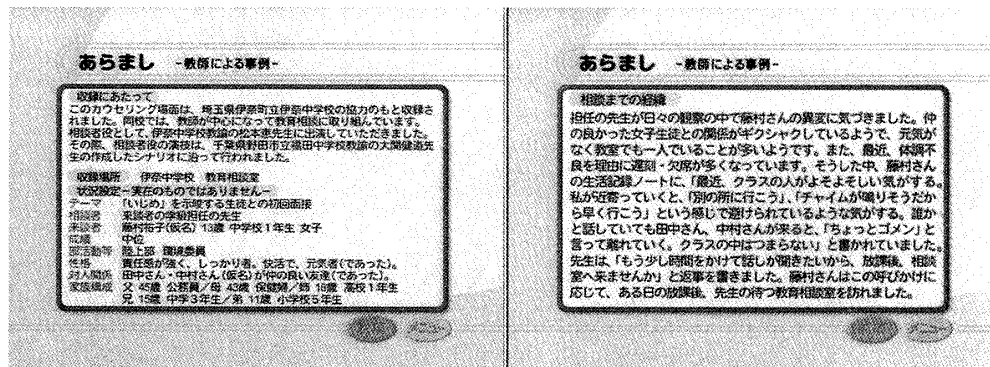 あらまし -教師による事例-
収録にあたって
このカウセリング場面は、埼玉県伊奈町立伊奈中学校の協力のもと収録さ
れました。同校では、教師が中心になって教育相談に取り組んでいます。
相談者役として、伊奈中学校教諭の松本恵先生に出演していただきました。
その際、相談者役の演技は、千葉県野田市立福田中学校教諭の大関健道先
生の作成したシナリオに沿って行われました。
収録場所 伊奈中学校 教育相談室
状況設定-実在のものではありません-
テーマ 「いじめ」を示唆する生徒との初回面接
相談者 来談者の学級担任の先生
来談者 藤村祐子(仮名) 13歳 中学校1年生 女子
成績 中位
部活動等 陸上部 環境委員
性格 責任感が強く、しっかり者。快活で、元気者(であった)。
対人関係 田中さん・中村さん(仮名)が仲の良い友達(であった)。
家族構成 父 45歳 公務員/母 43歳 保健婦/姉 16歳 高校1年生
兄 15歳 中学3年生/弟 11歳 小学校5年生
メニュー
あらまし -教師による事例-
相談までの経緯
担任の先生が日々の観察の中で藤村さんの異変に気づきました。仲
の良かった女子生徒との関係がギクシャクしているようで、元気が
なく教室でも一人でいることが多いようです。また、最近、体調不
良を理由に遅刻・欠席が多くなっています。そうした中、藤村さん
の生活記録ノートに、「最近、クラスの人がよそよそしい気がする。
私が近寄っていくと、「別の所に行こう」、「チャイムが鳴りそうだか
ら早く行こう」という感じで避けられているような気がする。誰か
と話していても田中さん、中村さんが来ると、「ちょっとゴメン」と
言って離れていく。クラスの中はつまらない」と書かれていました。
先生は、「もう少し時間をかけて話しが聞きたいから、放課後、相談
室へ来ませんか」と返事を書きました。藤村さんはこの呼びかけに
応じて、ある日の放課後、先生の待つ教育相談室を訪れました。
メニュー